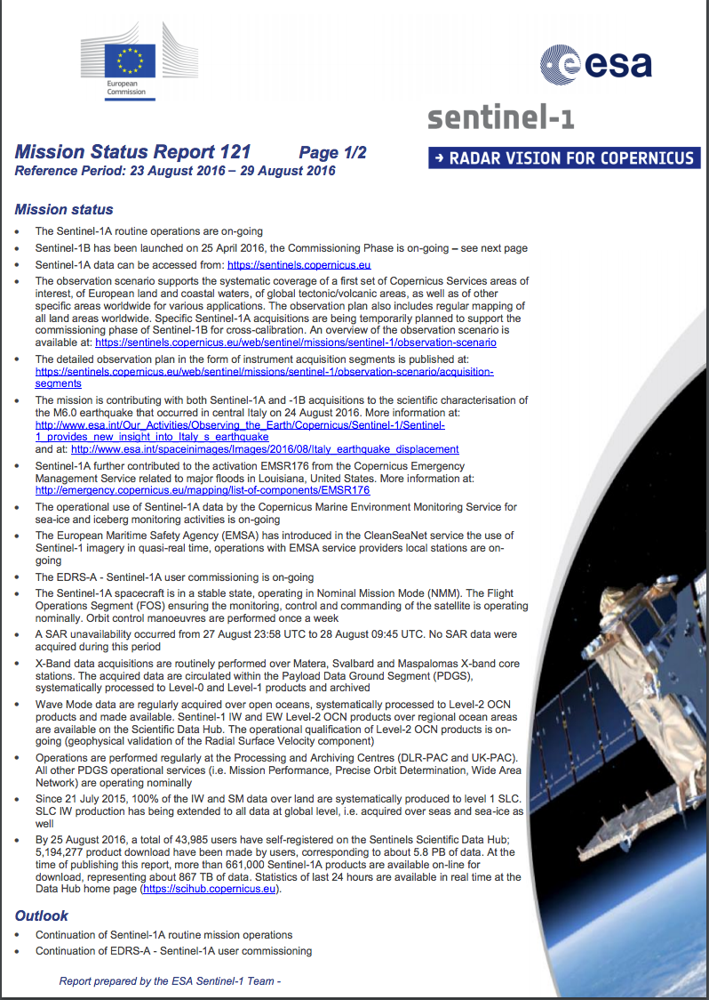 European
Commission
esa
sentinel-1
Mission Status Report 121 Page 1/2
→ RADAR VISION FOR COPERNICUS
Reference Period: 23 August 2016 – 29 August 2016
Mission status
• The Sentinel-1A routine operations are on-going
• Sentinel-1B has been launched on 25 April 2016, the Commissioning Phase is on-going – see next page
• Sentinel-1A data can be accessed from: https://sentinels.copernicus.eu
• The observation scenario supports the systematic coverage of a first set of Copernicus Services areas of
interest, of European land and coastal waters, of global tectonic/volcanic areas, as well as of other
specific areas worldwide for various applications. The observation plan also includes regular mapping of
all land areas worldwide. Specific Sentinel-1A acquisitions are being temporarily planned to support the
commissioning phase of Sentinel-1B for cross-calibration. An overview of the observation scenario is
available at: https://sentinels.copernicus.eu/web/sentinel/missions/sentinel-1/observation-scenario
• The detailed observation plan in the form of instrument acquisition segments is published at:
https://sentinels.copernicus.eu/web/sentinel/missions/sentinel-1/observation-scenario/acquisition-
segments
• The mission is contributing with both Sentinel-1A and -1B acquisitions to the scientific characterisation of
the M6.0 earthquake that occurred in central Italy on 24 August 2016. More information at:
http://www.esa.int/Our_Activities/Observing_the_Earth/Copernicus/Sentinel-1/Sentinel-
1_provides_new_insight_into_Italy_s_earthquake
and at: http://www.esa.int/spaceinimages/Images/2016/08/Italy_earthquake_displacement
• Sentinel-1A further contributed to the activation EMSR176 from the Copernicus Emergency
Management Service related to major floods in Louisiana, United States. More information at:
http://emergency.copernicus.eu/mapping/list-of-components/EMSR176
• The operational use of Sentinel-1A data by the Copernicus Marine Environment Monitoring Service for
sea-ice and iceberg monitoring activities is on-going
• The European Maritime Safety Agency (EMSA) has introduced in the CleanSeaNet service the use of
Sentinel-1 imagery in quasi-real time, operations with EMSA service providers local stations are on-
going
• The EDRS-A - Sentinel-1A user commissioning is on-going
• The Sentinel-1A spacecraft is in a stable state, operating in Nominal Mission Mode (NMM). The Flight
Operations Segment (FOS) ensuring the monitoring, control and commanding of the satellite is operating
nominally. Orbit control manoeuvres are performed once a week
• A SAR unavailability occurred from 27 August 23:58 UTC to 28 August 09:45 UTC. No SAR data were
acquired during this period
• X-Band data acquisitions are routinely performed over Matera, Svalbard and Maspalomas X-band core
stations. The acquired data are circulated within the Payload Data Ground Segment (PDGS),
systematically processed to Level-0 and Level-1 products and archived
• Wave Mode data are regularly acquired over open oceans, systematically processed to Level-2 OCN
products and made available. Sentinel-1 IW and EW Level-2 OCN products over regional ocean areas
are available on the Scientific Data Hub. The operational qualification of Level-2 OCN products is on-
going (geophysical validation of the Radial Surface Velocity component)
• Operations are performed regularly at the Processing and Archiving Centres (DLR-PAC and UK-PAC).
All other PDGS operational services (i.e. Mission Performance, Precise Orbit Determination, Wide Area
Network) are operating nominally
• Since 21 July 2015, 100% of the IW and SM data over land are systematically produced to level 1 SLC.
SLC IW production has being extended to all data at global level, i.e. acquired over seas and sea-ice as
well
• By 25 August 2016, a total of 43,985 users have self-registered on the Sentinels Scientific Data Hub;
5,194,277 product download have been made by users, corresponding to about 5.8 PB of data. At the
time of publishing this report, more than 661,000 Sentinel-1A products are available on-line for
download, representing about 867 TB of data. Statistics of last 24 hours are available in real time at the
Data Hub home page (https://scihub.copernicus.eu).
Outlook
• Continuation of Sentinel-1A routine mission operations
• Continuation of EDRS-A - Sentinel-1A user commissioning
Report prepared by the ESA Sentinel-1 Team -